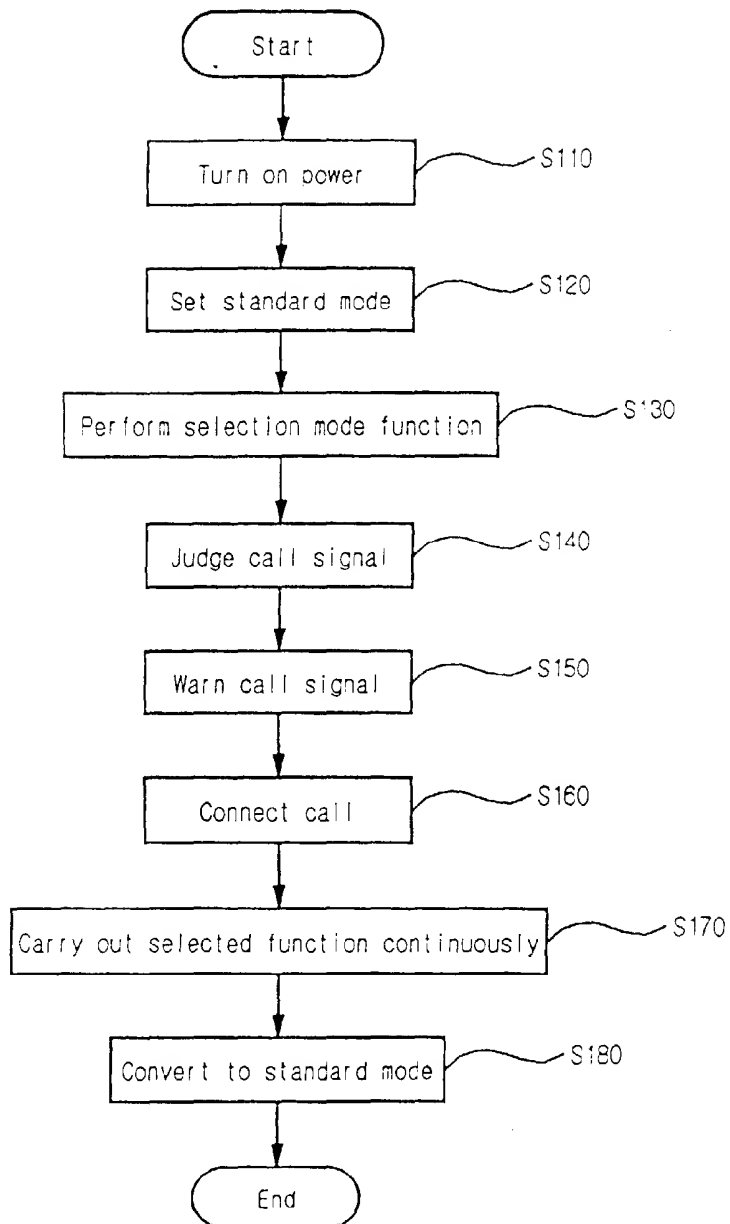 Start
Turn on power
S110
Set standard mode
S120
Perform selection mode function
S130
Judge call signal
S140
Warn call signal
S150
Connect call
S160
Carry out selected function continuously
S170
Convert to standard mode
S180
End